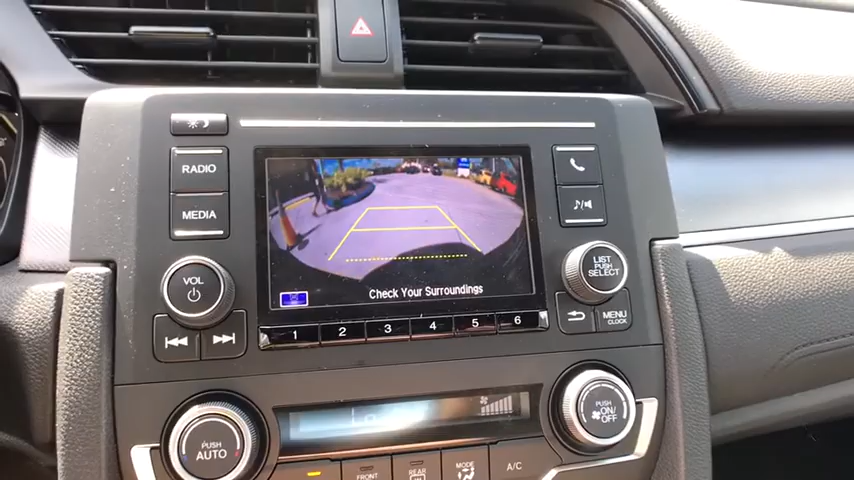 RADIO
MEDIA
VOL
Check Your Surroundings
1 2 3 4 5 6
LIST
PUSH
SELECT
MENU
CLOCK
PUSH
AUTO
FRONT
REAR
MODE
A/C
PUSH
ON
OFF